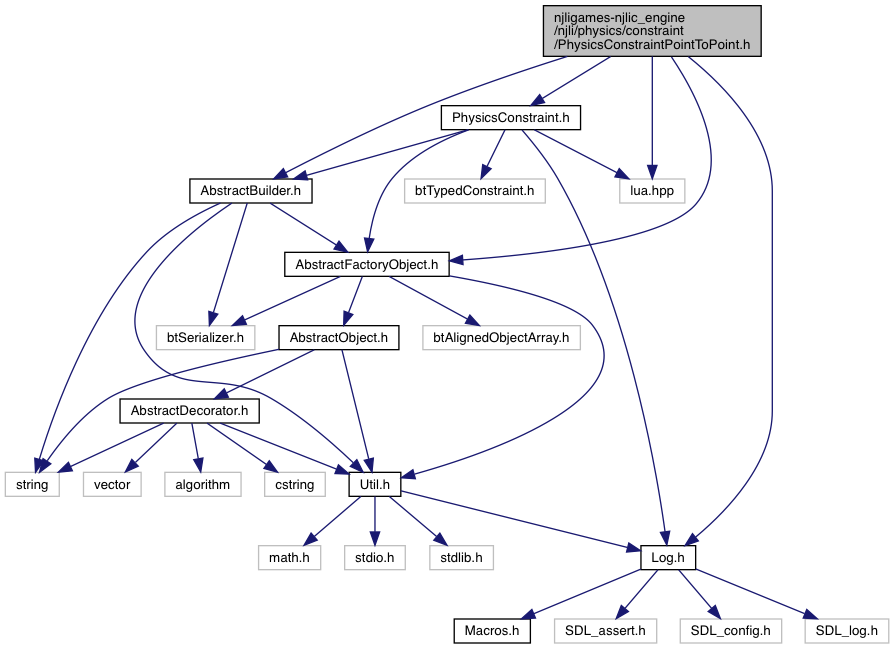 njligames-njlic_engine
/njli/physics/constraint
/PhysicsConstraintPointToPoint.h
PhysicsConstraint.h
AbstractBuilder.h
btTypedConstraint.h
lua.hpp
AbstractFactoryObject.h
btSerializer.h
AbstractObject.h
btAlignedObjectArray.h
AbstractDecorator.h
string
vector
algorithm
cstring
Util.h
math.h
stdio.h
stdlib.h
Log.h
Macros.h
SDL_assert.h
SDL_config.h
SDL_log.h